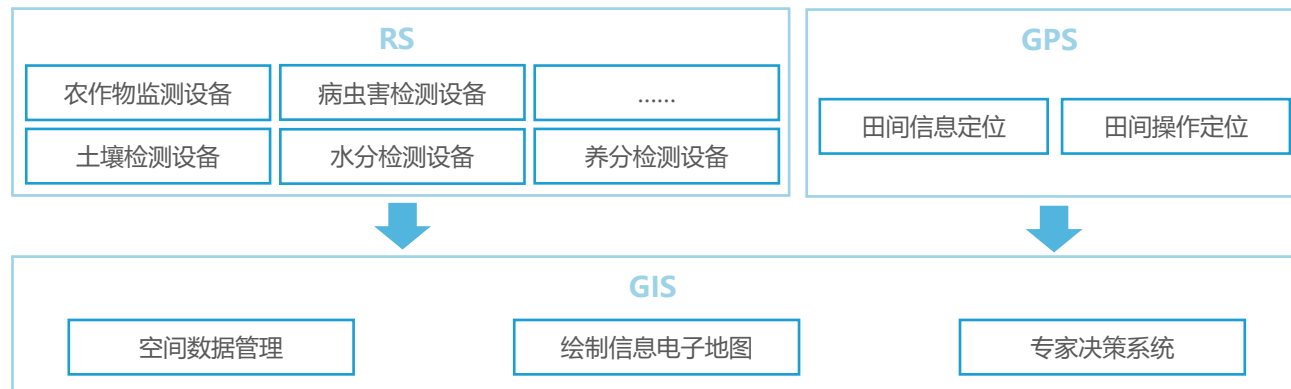 RS
农作物监测设备
病虫害检测设备
......
土壤检测设备
水分检测设备
养分检测设备
GPS
田间信息定位
田间操作定位
GIS
空间数据管理
绘制信息电子地图
专家决策系统